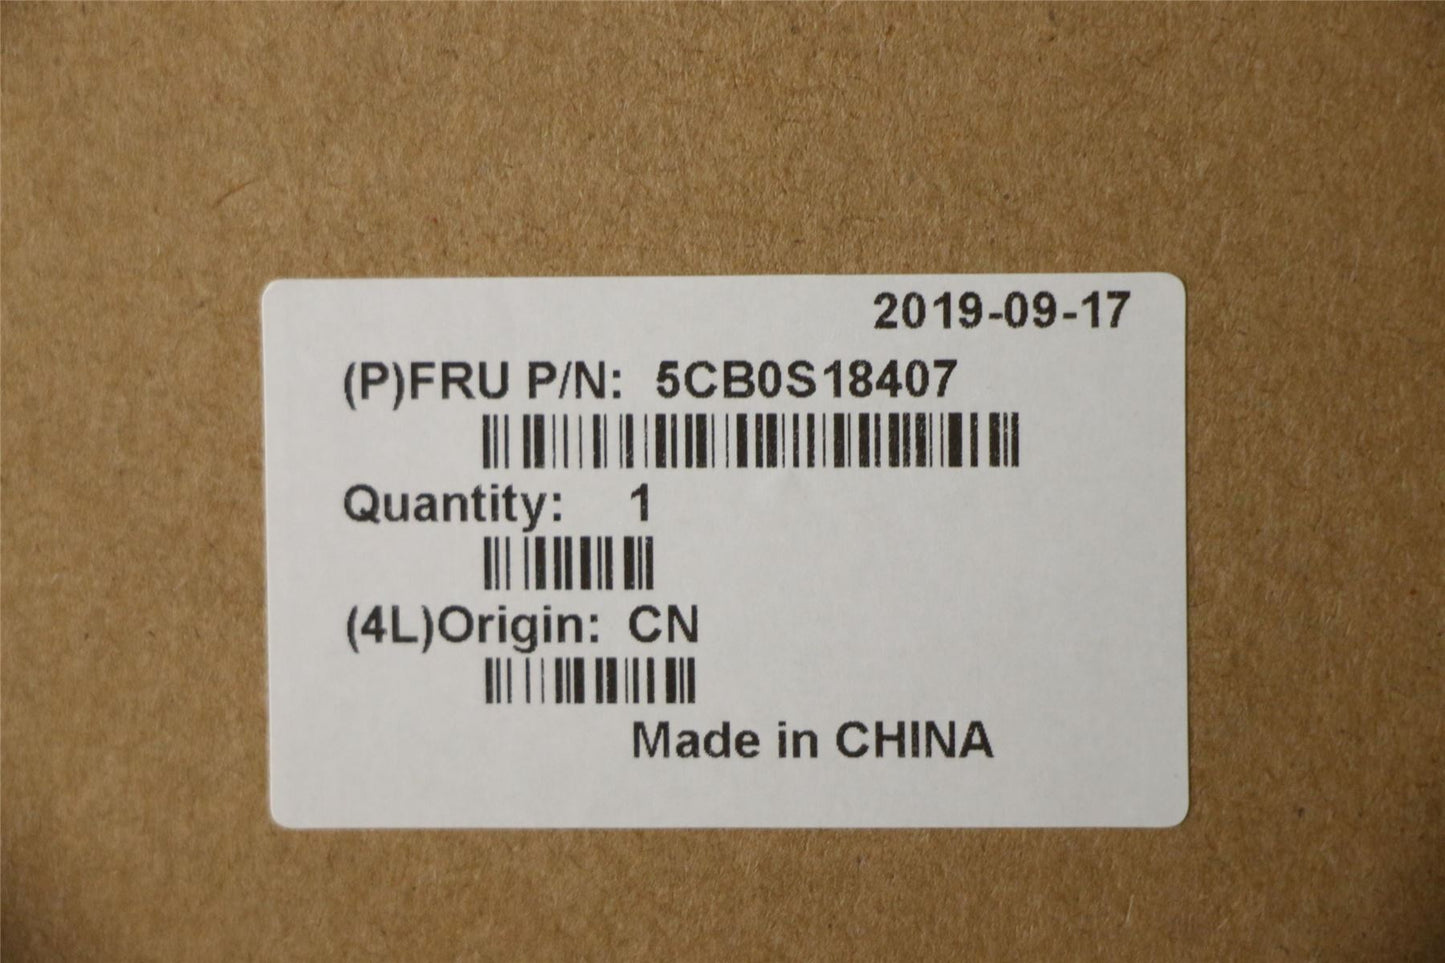 2019-09-17
(P)FRU P/N: 5CB0S18407
Quantity: 1
(4L)Origin: CN
Made in CHINA